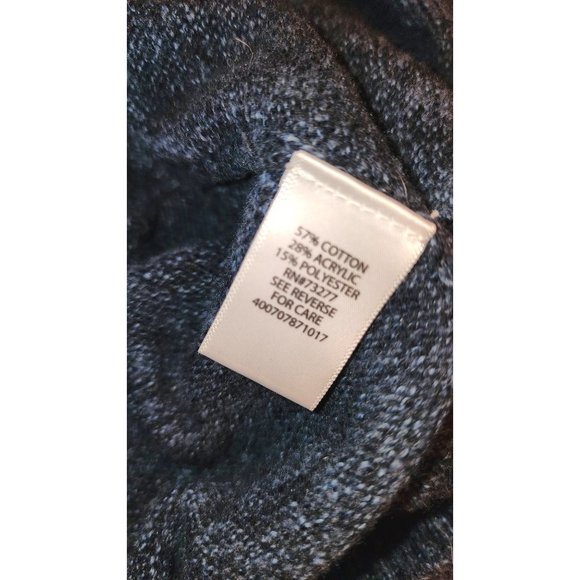 57% COTTON
28% ACRYLIC
15% POLYESTER
RN#73277
SEE REVERSE
FOR CARE
400707871017